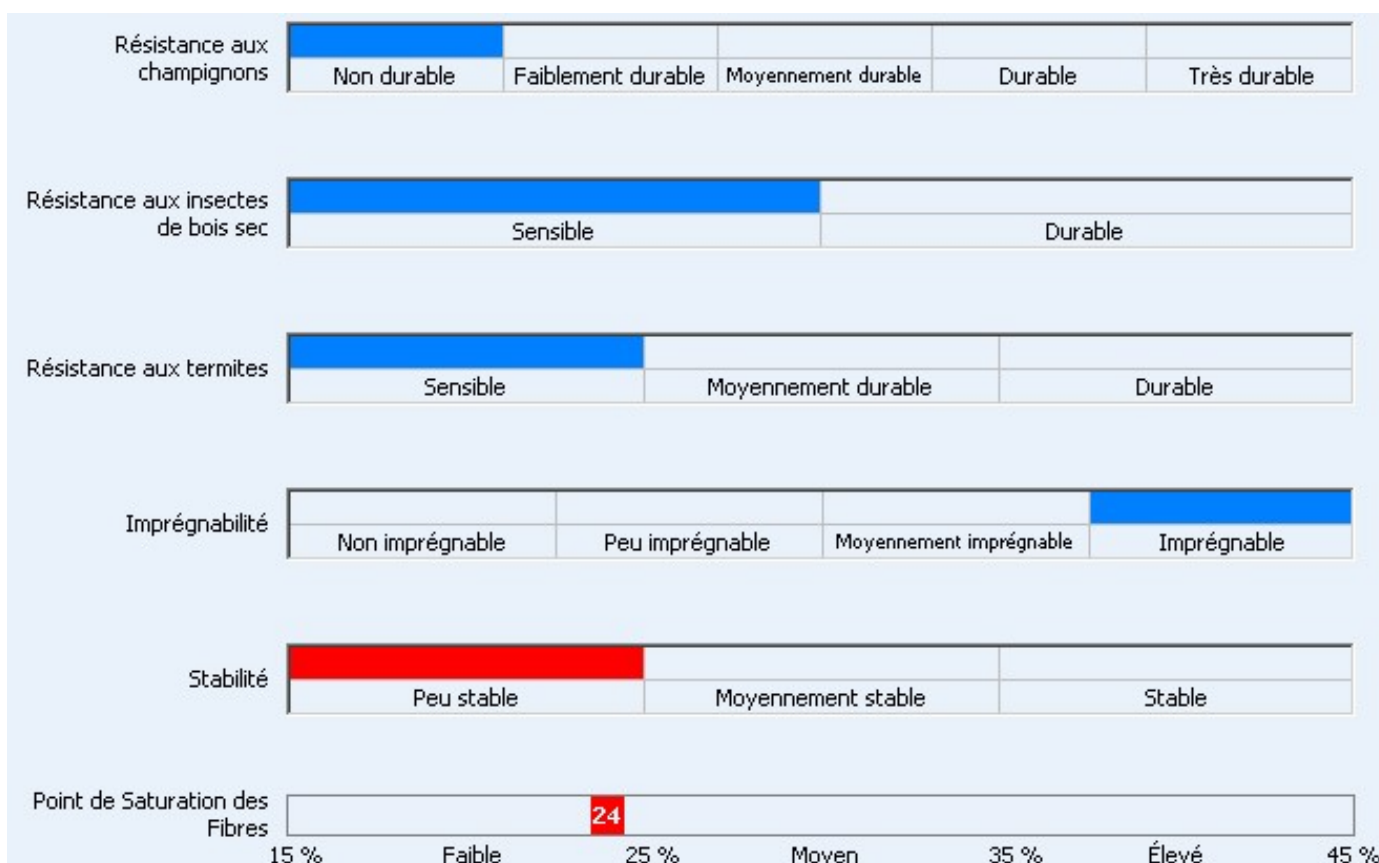 Résistance aux
champignons
Non durable Faiblement durable Moyennement durable Durable Très durable
Résistance aux insectes
de bois sec
Sensible Durable
Résistance aux termites
Sensible Moyennement durable Durable
Imprégnabilité
Non imprégnable Peu imprégnable Moyennement imprégnable Imprégnable
Stabilité
Peu stable Moyennement stable Stable
Point de Saturation des
Fibres
24
15 % Faible 25 % Moyen 35 % Élevé 45 %